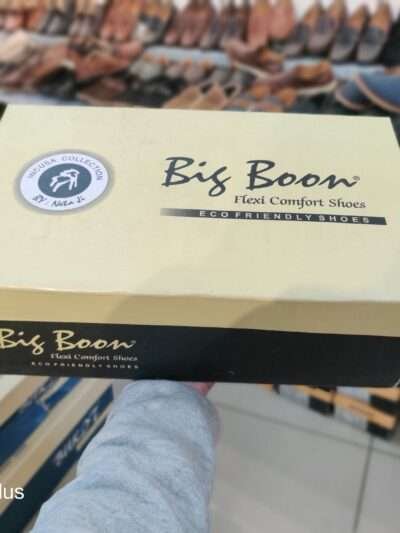 INCUSA COLLECTION
Big Boon®
Flexi Comfort Shoes
ECO FRIENDLY SHOES
Big Boon
Flexi Comfort Shoes
ECO FRIENDLY SHOES
lus